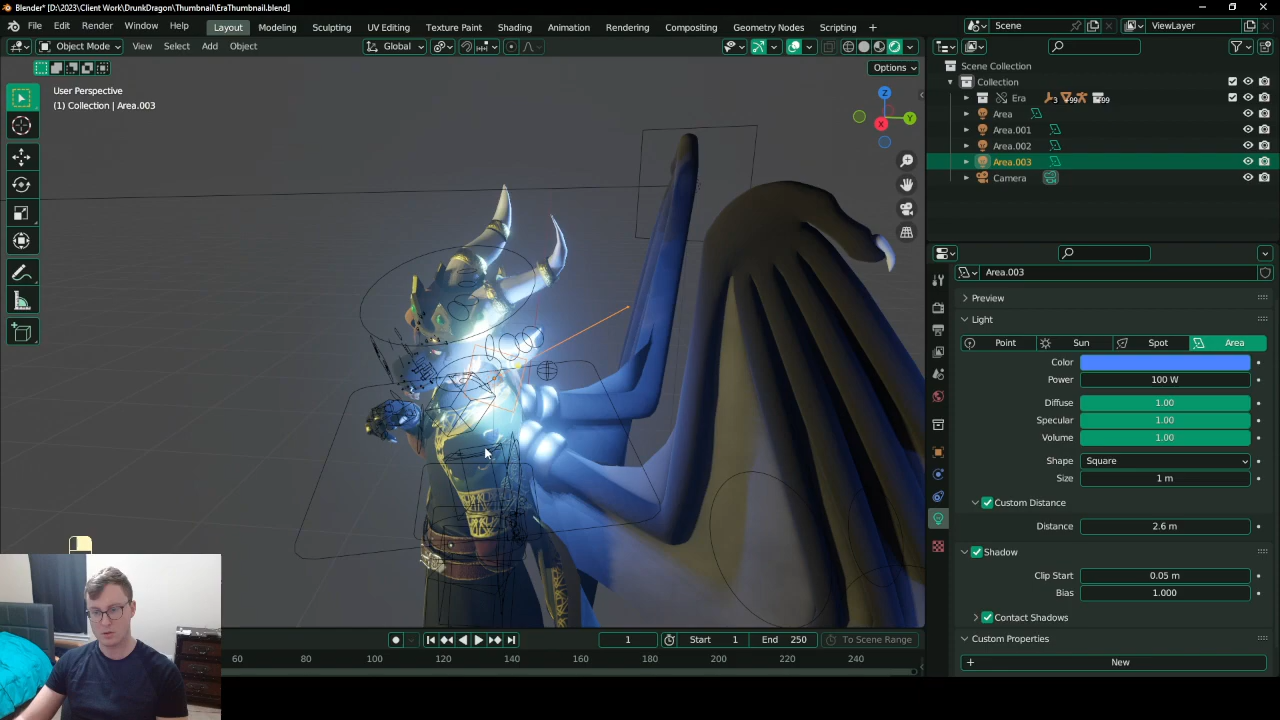 Blender* [D:\2023\Client Work\DrunkDragon\Thumbnail\EraThumbnail.blend]
File Edit Render Window Help Layout Modeling Sculpting UV Editing Texture Paint Shading Animation Rendering Compositing Geometry Nodes Scripting + Scene ViewLayer
Object Mode View Select Add Object Global
Options
User Perspective
(1) Collection | Area.003
Z
Y
X
Scene Collection
Collection
Era 3 99 99
Area
Area.001
Area.002
Area.003
Camera
Area.003
Preview
Light
Point Sun Spot Area
Color
Power 100 W
Diffuse 1.00
Specular 1.00
Volume 1.00
Shape Square
Size 1 m
Custom Distance
Distance 2.6 m
Shadow
Clip Start 0.05 m
Bias 1.000
Contact Shadows
Custom Properties
+ New
1 Start 1 End 250 To Scene Range
60 80 100 120 140 160 180 200 220 240